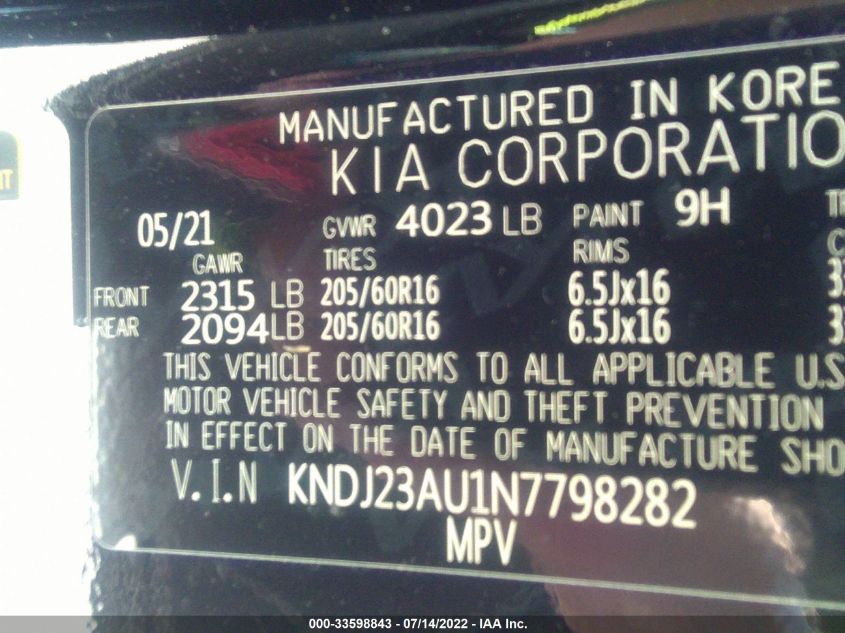 MANUFACTURED IN KORE
KIA CORPORATIO
05/21 GVWR 4023 LB PAINT 9H
GAWR TIRES RIMS
FRONT 2315 LB 205/60R16 6.5Jx16
REAR 2094 LB 205/60R16 6.5Jx16
THIS VEHICLE CONFORMS TO ALL APPLICABLE U.S
MOTOR VEHICLE SAFETY AND THEFT PREVENTION
IN EFFECT ON THE DATE OF MANUFACTURE SHO
V.I.N KNDJ23AU1N7798282
MPV
000-33598843 - 07/14/2022 - IAA Inc.